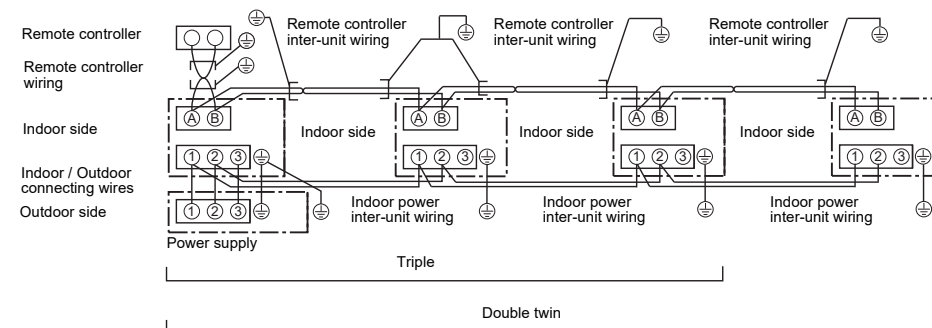 Remote controller
Remote controller
wiring
Remote controller
inter-unit wiring
Remote controller
inter-unit wiring
Remote controller
inter-unit wiring
Indoor side
A B
Indoor side
A B
Indoor side
A B
Indoor side
A B
1 2 3
1 2 3
1 2 3
1 2 3
Indoor / Outdoor
connecting wires
Outdoor side
1 2 3
Indoor power
inter-unit wiring
Indoor power
inter-unit wiring
Indoor power
inter-unit wiring
Power supply
Triple
Double twin